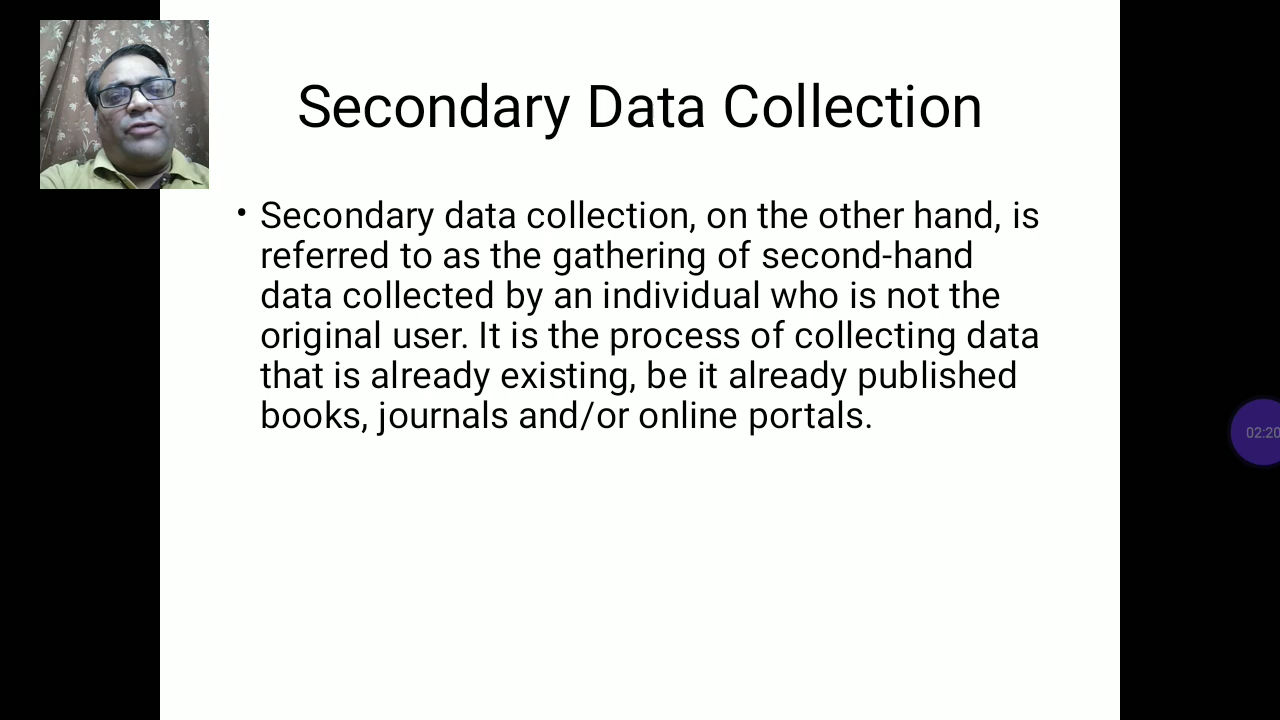 Secondary Data Collection
• Secondary data collection, on the other hand, is
referred to as the gathering of second-hand
data collected by an individual who is not the
original user. It is the process of collecting data
that is already existing, be it already published
books, journals and/or online portals.
02:20